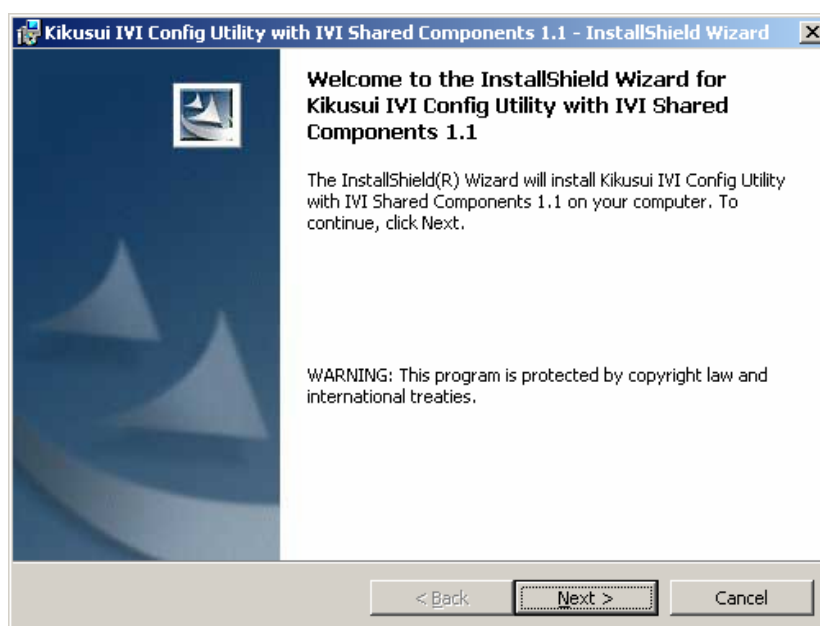 Kikusui IVI Config Utility with IVI Shared Components 1.1 - InstallShield Wizard
Welcome to the InstallShield Wizard for
Kikusui IVI Config Utility with IVI Shared
Components 1.1
The InstallShield(R) Wizard will install Kikusui IVI Config Utility
with IVI Shared Components 1.1 on your computer. To
continue, click Next.
WARNING: This program is protected by copyright law and
international treaties.
< Back
Next >
Cancel